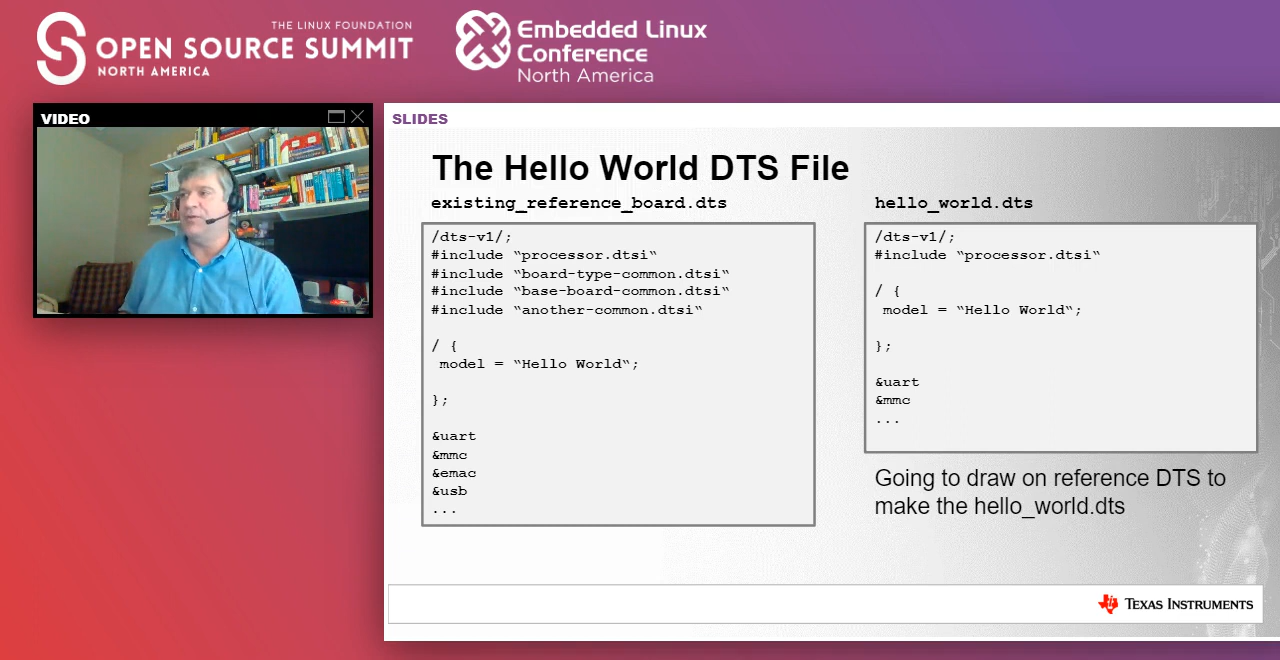 THE LINUX FOUNDATION
OPEN SOURCE SUMMIT
NORTH AMERICA
Embedded Linux
Conference
North America
VIDEO
SLIDES
The Hello World DTS File
existing_reference_board.dts
/dts-v1/;
#include “processor.dtsi“
#include “board-type-common.dtsi“
#include “base-board-common.dtsi“
#include “another-common.dtsi“
/ {
model = “Hello World“;
};
&uart
&mmc
&emac
&usb
...
hello_world.dts
/dts-v1/;
#include “processor.dtsi“
/ {
model = “Hello World“;
};
&uart
&mmc
...
Going to draw on reference DTS to
make the hello_world.dts
TEXAS INSTRUMENTS